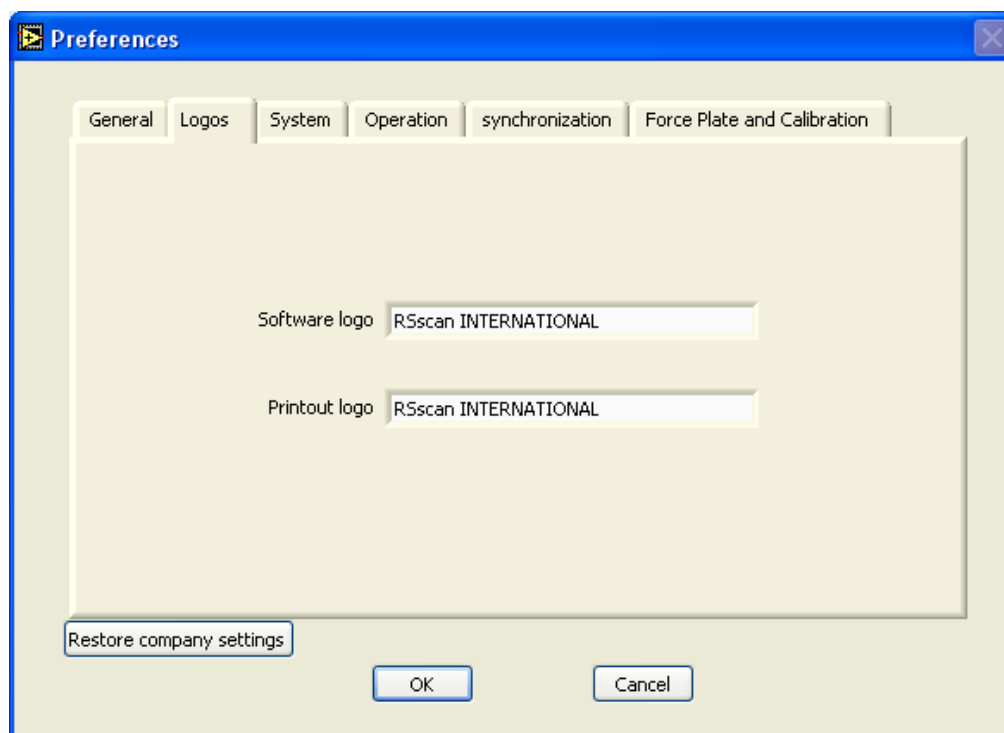 Preferences
General Logos System Operation synchronization Force Plate and Calibration
Software logo RSscan INTERNATIONAL
Printout logo RSscan INTERNATIONAL
Restore company settings
OK Cancel